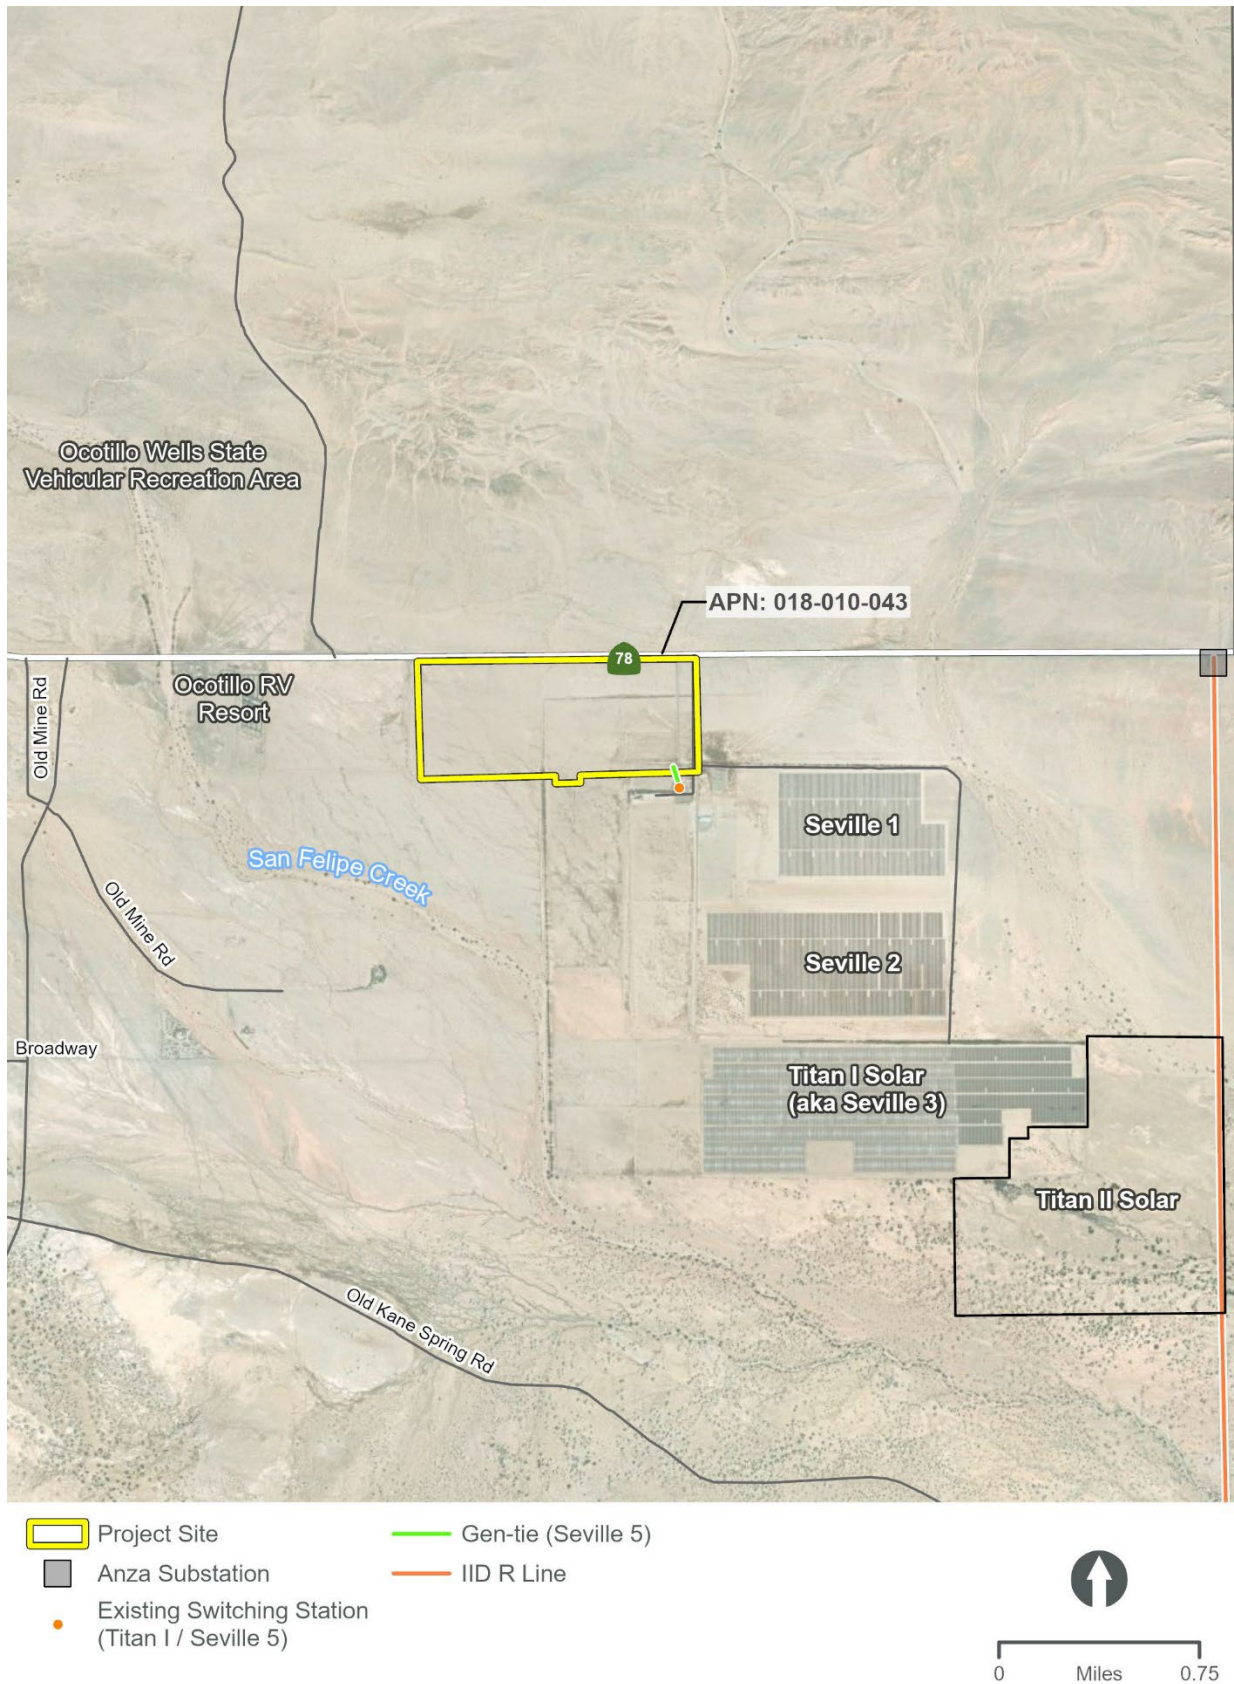 Ocotillo Wells State
Vehicular Recreation Area
APN: 018-010-043
78
Ocotillo RV
Resort
Old Mine Rd
Seville 1
San Felipe Creek
Old Mine Rd
Seville 2
Broadway
Titan I Solar
(aka Seville 3)
Titan II Solar
Old Kane Spring Rd
Project Site
Gen-tie (Seville 5)
Anza Substation
IID R Line
Existing Switching Station
(Titan I / Seville 5)
0
Miles
0.75